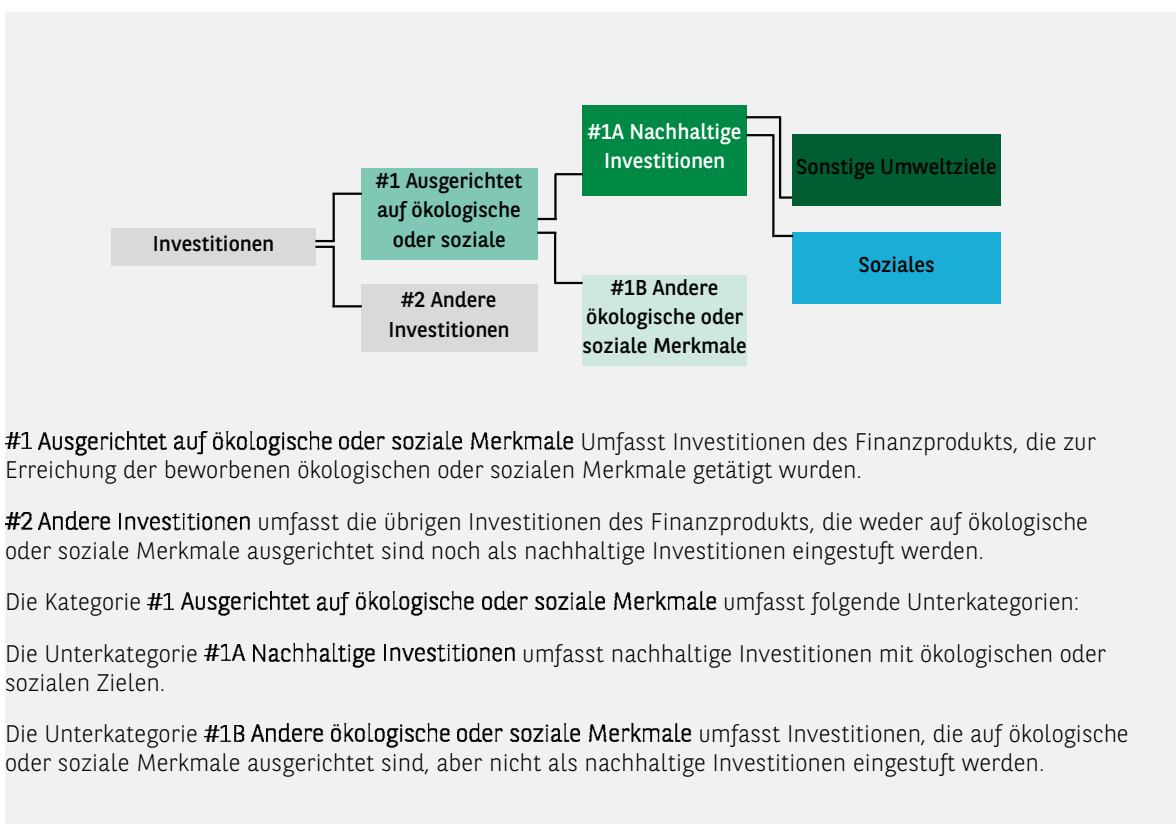 #1A Nachhaltige
Investitionen
Sonstige Umweltziele
#1 Ausgerichtet
auf ökologische
oder soziale
Investitionen
Soziales
#2 Andere
Investitionen
#1B Andere
ökologische oder
soziale Merkmale
#1 Ausgerichtet auf ökologische oder soziale Merkmale Umfasst Investitionen des Finanzprodukts, die zur
Erreichung der beworbenen ökologischen oder sozialen Merkmale getätigt wurden.
#2 Andere Investitionen umfasst die übrigen Investitionen des Finanzprodukts, die weder auf ökologische
oder soziale Merkmale ausgerichtet sind noch als nachhaltige Investitionen eingestuft werden.
Die Kategorie #1 Ausgerichtet auf ökologische oder soziale Merkmale umfasst folgende Unterkategorien:
Die Unterkategorie #1A Nachhaltige Investitionen umfasst nachhaltige Investitionen mit ökologischen oder
sozialen Zielen.
Die Unterkategorie #1B Andere ökologische oder soziale Merkmale umfasst Investitionen, die auf ökologische
oder soziale Merkmale ausgerichtet sind, aber nicht als nachhaltige Investitionen eingestuft werden.